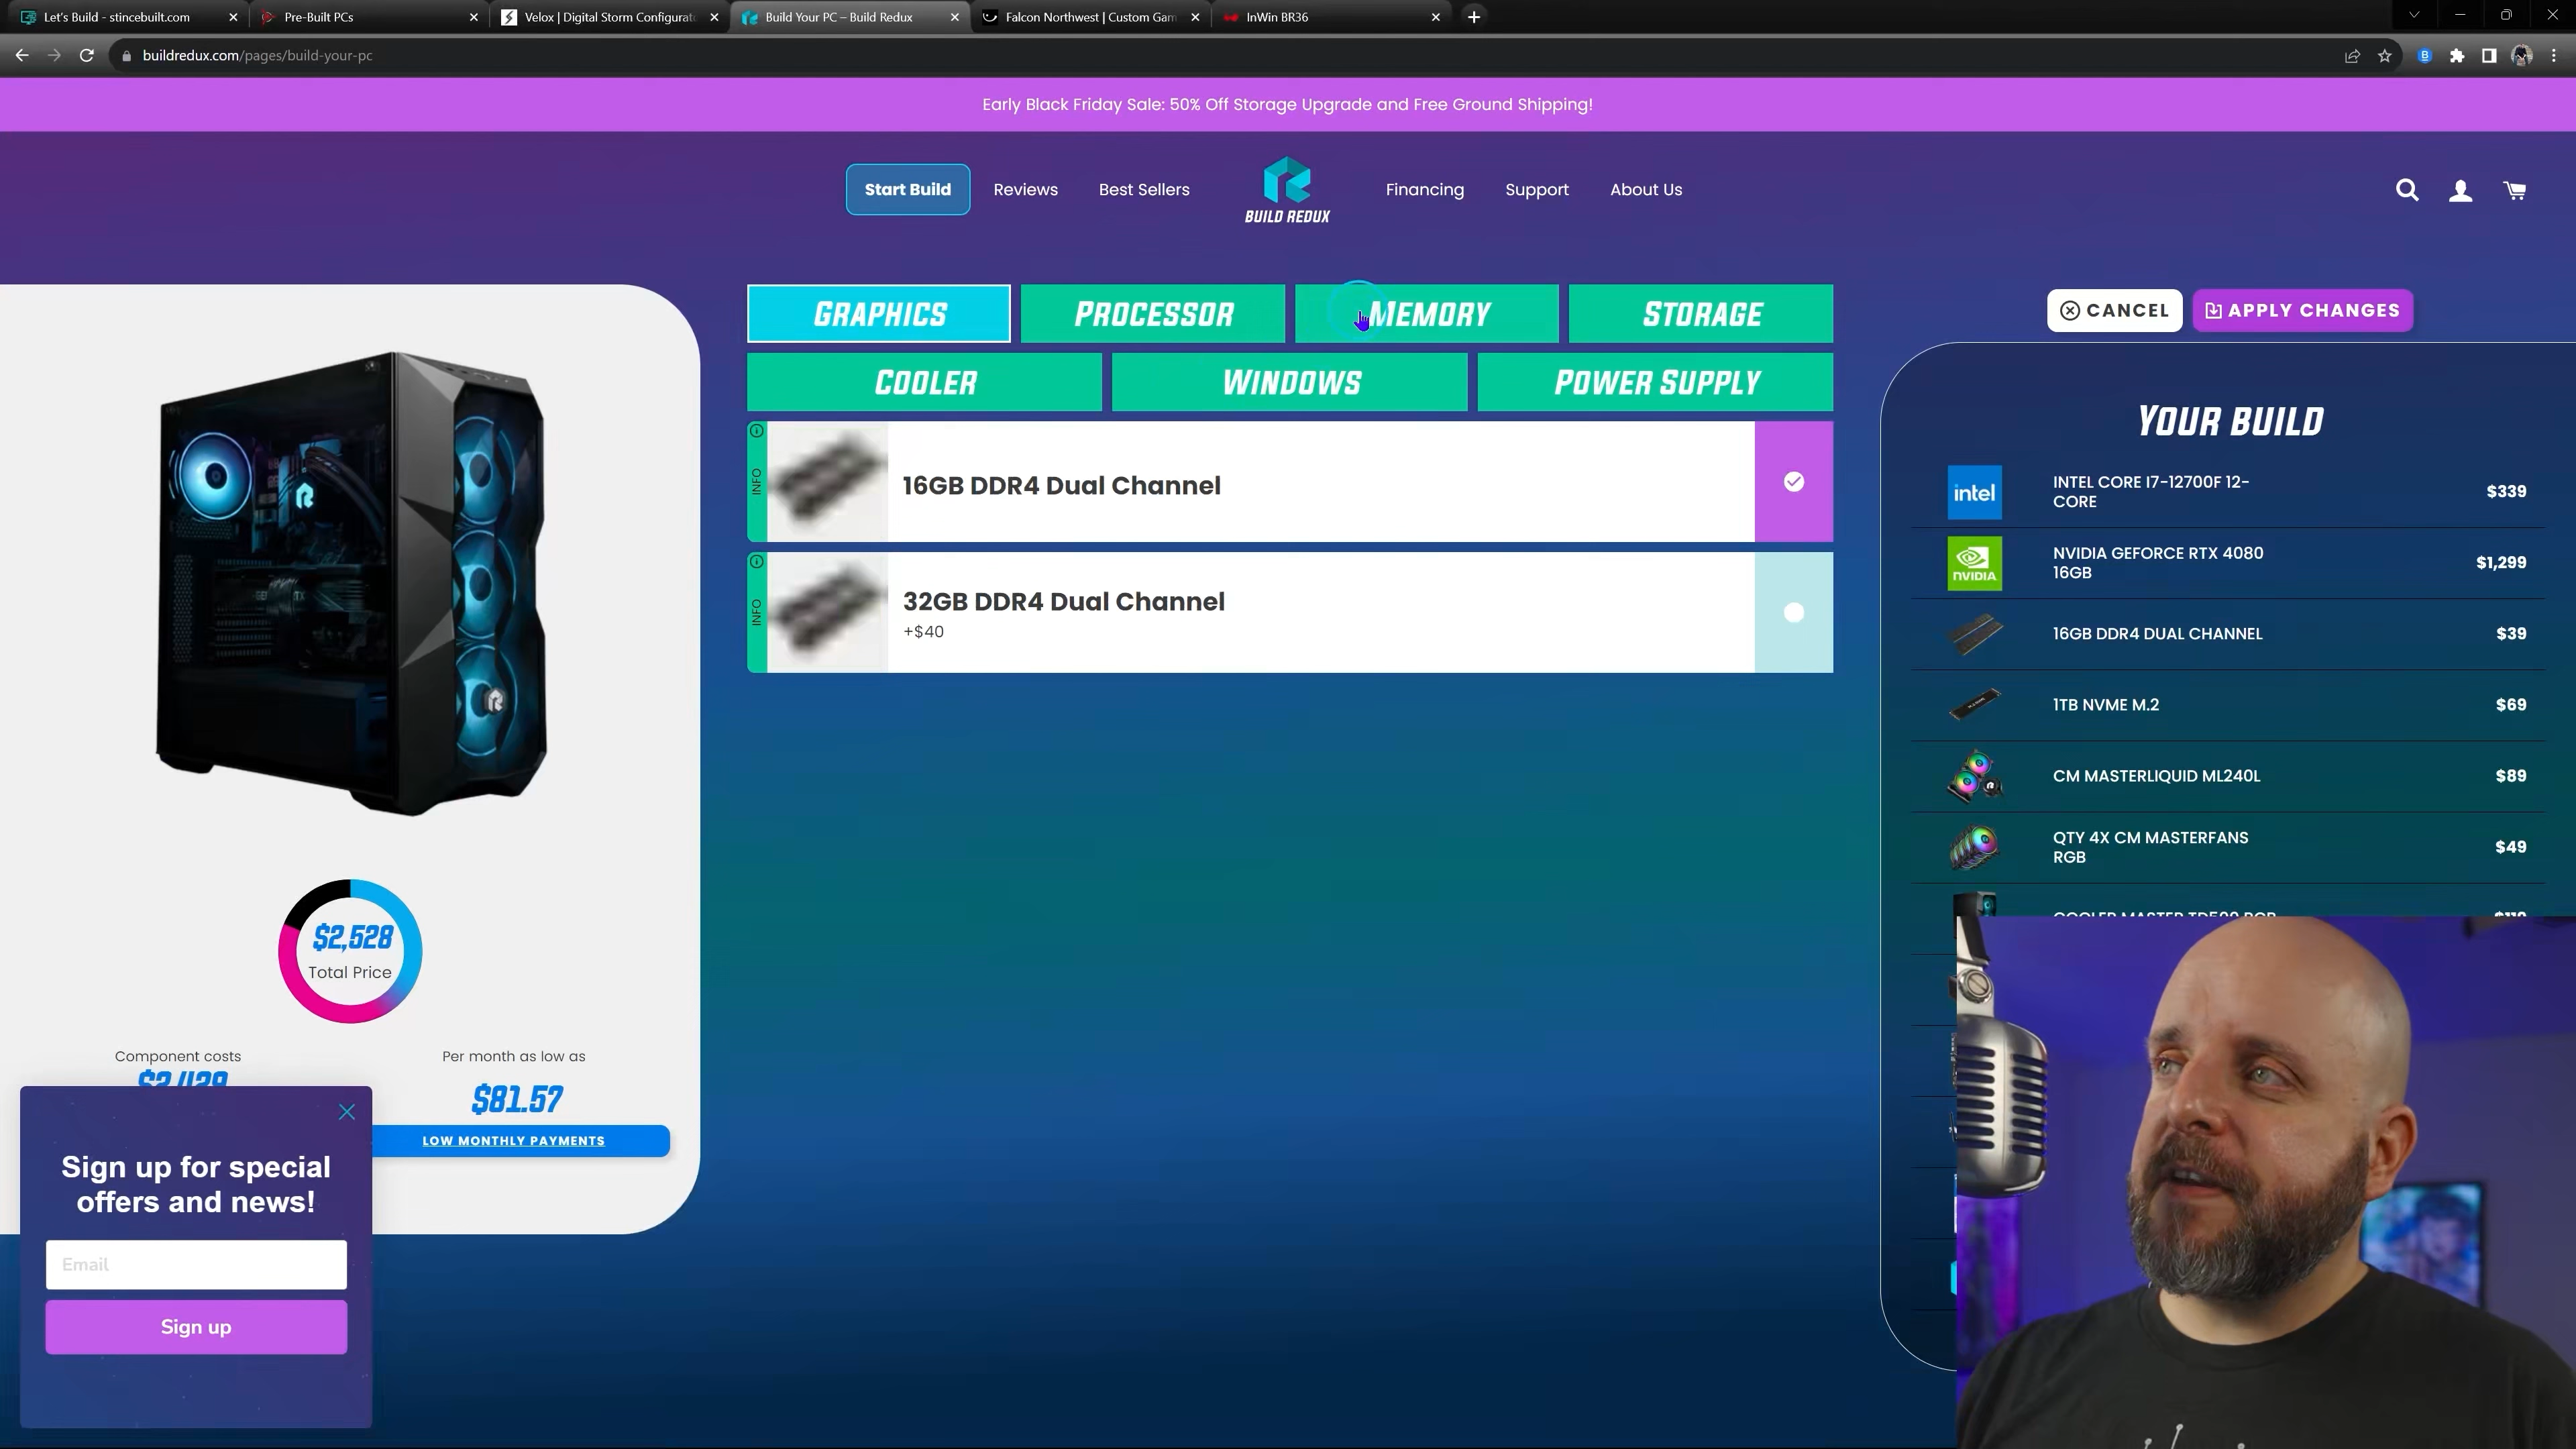 Let's Build - stincebuilt.com
Pre-Built PCs
Velox | Digital Storm Configurat
Build Your PC – Build Redux
Falcon Northwest | Custom Gam
InWin BR36
buildredux.com/pages/build-your-pc
Early Black Friday Sale: 50% Off Storage Upgrade and Free Ground Shipping!
Start Build
Reviews
Best Sellers
BUILD REDUX
Financing
Support
About Us
GRAPHICS
PROCESSOR
MEMORY
STORAGE
COOLER
WINDOWS
POWER SUPPLY
INFO
16GB DDR4 Dual Channel
INFO
32GB DDR4 Dual Channel
+$40
CANCEL
APPLY CHANGES
YOUR BUILD
intel
INTEL CORE I7-12700F 12-
CORE
$339
NVIDIA
NVIDIA GEFORCE RTX 4080
16GB
$1,299
16GB DDR4 DUAL CHANNEL
$39
1TB NVME M.2
$69
CM MASTERLIQUID ML240L
$89
QTY 4X CM MASTERFANS
RGB
$49
COOLER MASTER TD500 RGB
$2,528
Total Price
Component costs
Per month as low as
$81.57
LOW MONTHLY PAYMENTS
Sign up for special
offers and news!
Email
Sign up